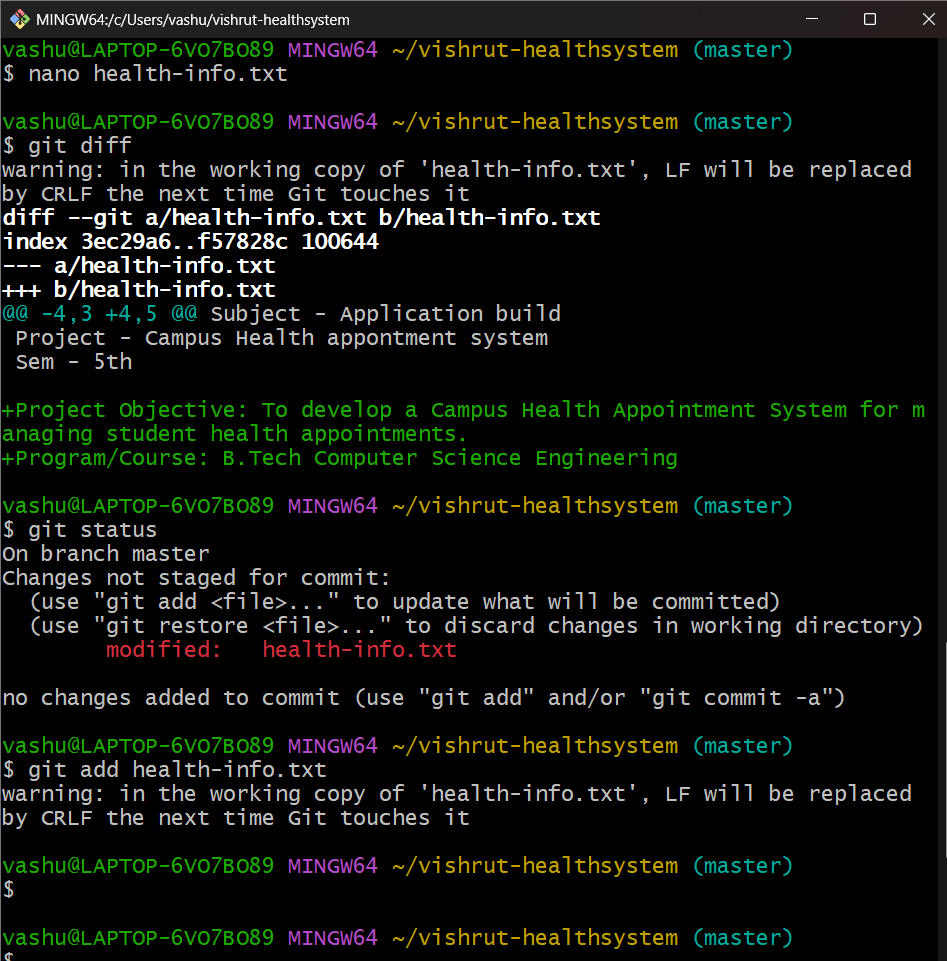 MINGW64:/c/Users/vashu/vishrut-healthsystem
vashu@LAPTOP-6VO7BO89 MINGW64 ~/vishrut-healthsystem (master)
$ nano health-info.txt
vashu@LAPTOP-6VO7BO89 MINGW64 ~/vishrut-healthsystem (master)
$ git diff
warning: in the working copy of 'health-info.txt', LF will be replaced
by CRLF the next time Git touches it
diff --git a/health-info.txt b/health-info.txt
index 3ec29a6..f57828c 100644
--- a/health-info.txt
+++ b/health-info.txt
@@ -4,3 +4,5 @@ Subject - Application build
Project - Campus Health appontment system
Sem - 5th
+Project Objective: To develop a Campus Health Appointment System for m
anaging student health appointments.
+Program/Course: B.Tech Computer Science Engineering
vashu@LAPTOP-6VO7BO89 MINGW64 ~/vishrut-healthsystem (master)
$ git status
On branch master
Changes not staged for commit:
(use "git add <file>..." to update what will be committed)
(use "git restore <file>..." to discard changes in working directory)
modified:   health-info.txt
no changes added to commit (use "git add" and/or "git commit -a")
vashu@LAPTOP-6VO7BO89 MINGW64 ~/vishrut-healthsystem (master)
$ git add health-info.txt
warning: in the working copy of 'health-info.txt', LF will be replaced
by CRLF the next time Git touches it
vashu@LAPTOP-6VO7BO89 MINGW64 ~/vishrut-healthsystem (master)
$
vashu@LAPTOP-6VO7BO89 MINGW64 ~/vishrut-healthsystem (master)
$